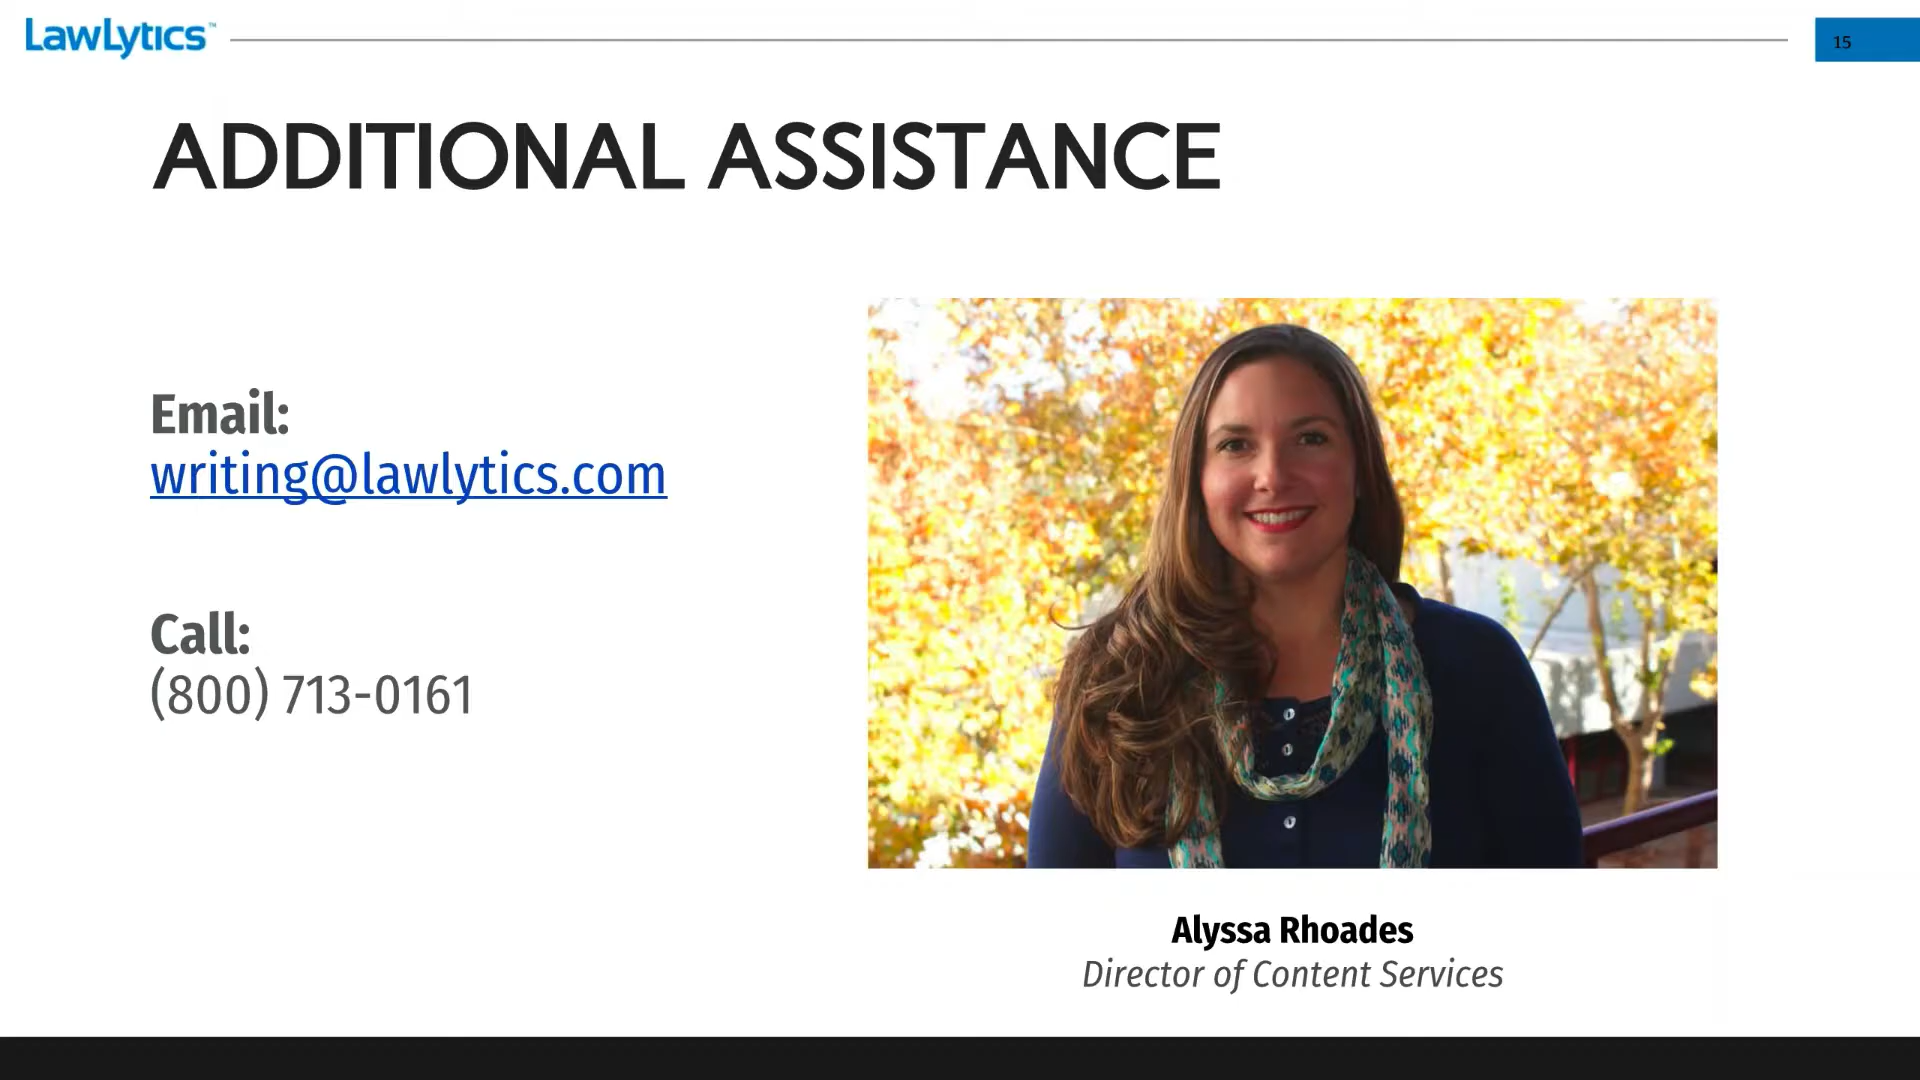 LawLytics™
15
ADDITIONAL ASSISTANCE
Email:
writing@lawlytics.com
Call:
(800) 713-0161
Alyssa Rhoades
Director of Content Services